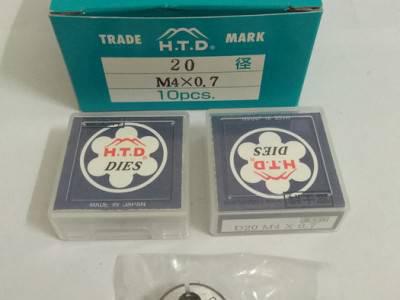 TRADE H.T.D® MARK
20 径
M4×0.7
10pcs.
H.T.D®
DIES
MADE IN JAPAN
H.T.D®
DIES
D20 M4×0.7